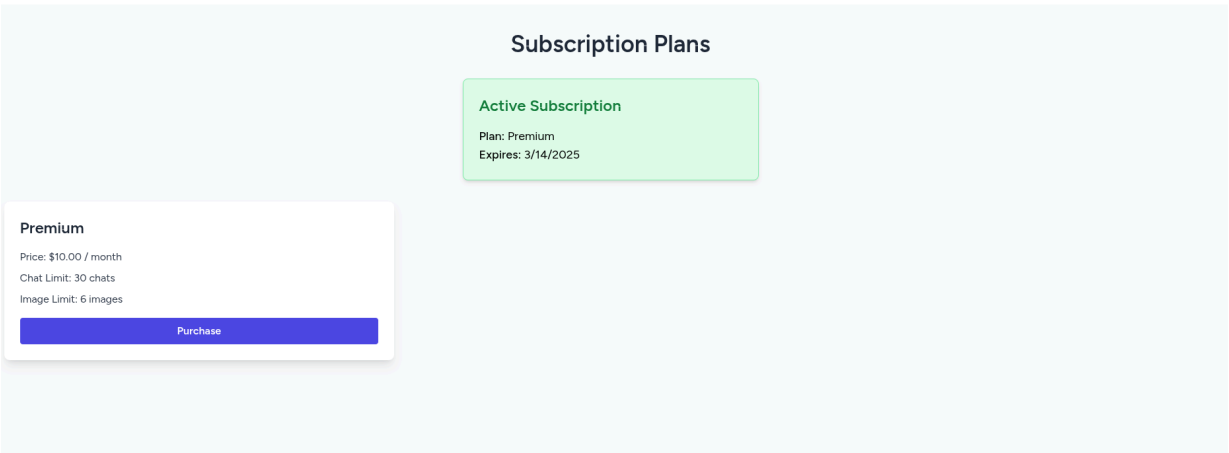 Subscription Plans
Active Subscription
Plan: Premium
Expires: 3/14/2025
Premium
Price: $10.00 / month
Chat Limit: 30 chats
Image Limit: 6 images
Purchase